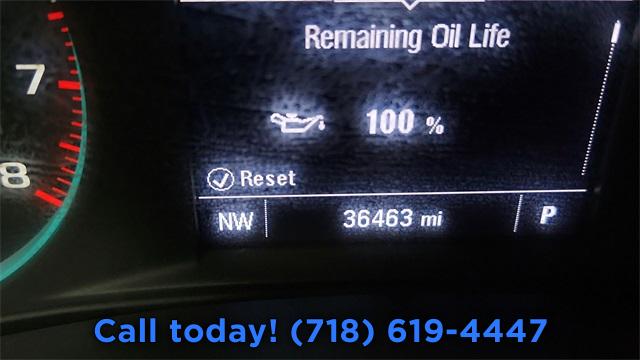 Remaining Oil Life
7
100 %
8
Reset
NW 36463 mi P
Call today! (718) 619-4447